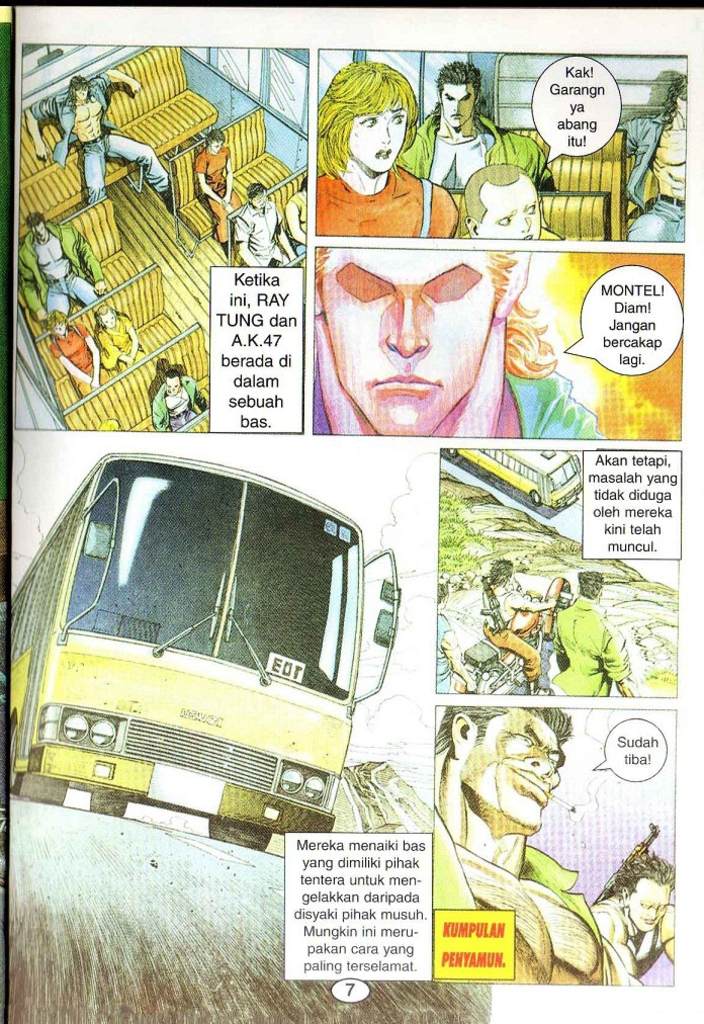 Ketika
ini, RAY
TUNG dan
A.K.47
berada di
dalam
sebuah
bas.
Kak!
Garangn
ya
abang
itu!
MONTEL!
Diam!
Jangan
bercakap
lagi.
EDT
Mereka menaiki bas
yang dimiliki pihak
tentera untuk men-
gelakkan daripada
disyaki pihak musuh.
Mungkin ini meru-
pakan cara yang
paling terselamat.
Akan tetapi,
masalah yang
tidak diduga
oleh mereka
kini telah
muncul.
Sudah
tiba!
KUMPULAN
PENYAMUN.
7